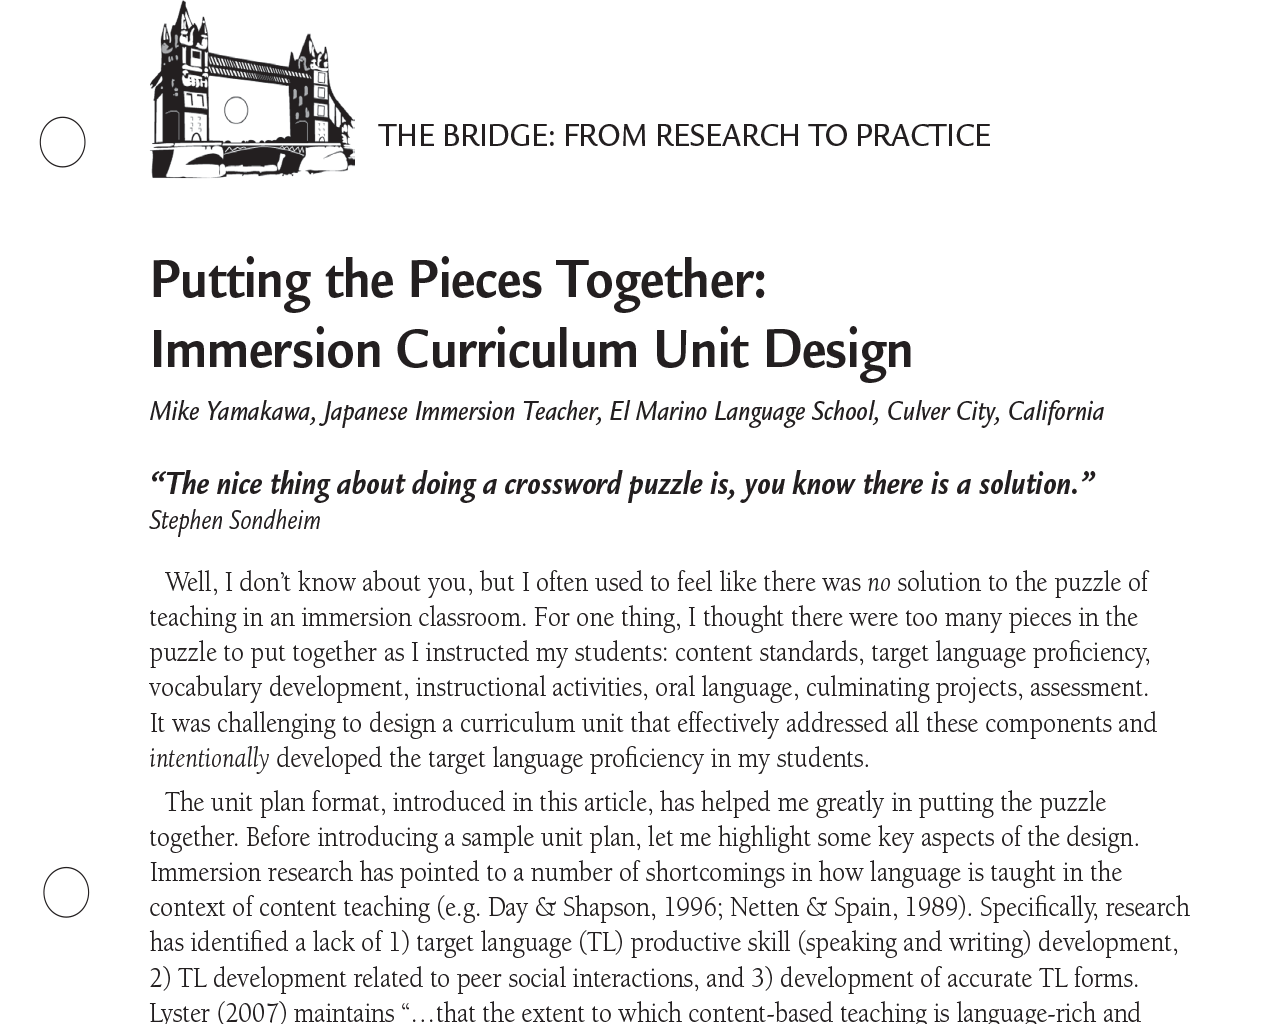 THE BRIDGE: FROM RESEARCH TO PRACTICE
Putting the Pieces Together:
Immersion Curriculum Unit Design
Mike Yamakawa, Japanese Immersion Teacher, El Marino Language School, Culver City, California
“The nice thing about doing a crossword puzzle is, you know there is a solution.”
Stephen Sondheim
Well, I don’t know about you, but I often used to feel like there was no solution to the puzzle of
teaching in an immersion classroom. For one thing, I thought there were too many pieces in the
puzzle to put together as I instructed my students: content standards, target language proficiency,
vocabulary development, instructional activities, oral language, culminating projects, assessment.
It was challenging to design a curriculum unit that effectively addressed all these components and
intentionally developed the target language proficiency in my students.
The unit plan format, introduced in this article, has helped me greatly in putting the puzzle
together. Before introducing a sample unit plan, let me highlight some key aspects of the design.
Immersion research has pointed to a number of shortcomings in how language is taught in the
context of content teaching (e.g. Day & Shapson, 1996; Netten & Spain, 1989). Specifically, research
has identified a lack of 1) target language (TL) productive skill (speaking and writing) development,
2) TL development related to peer social interactions, and 3) development of accurate TL forms.
Lyster (2007) maintains “…that the extent to which content-based teaching is language-rich and